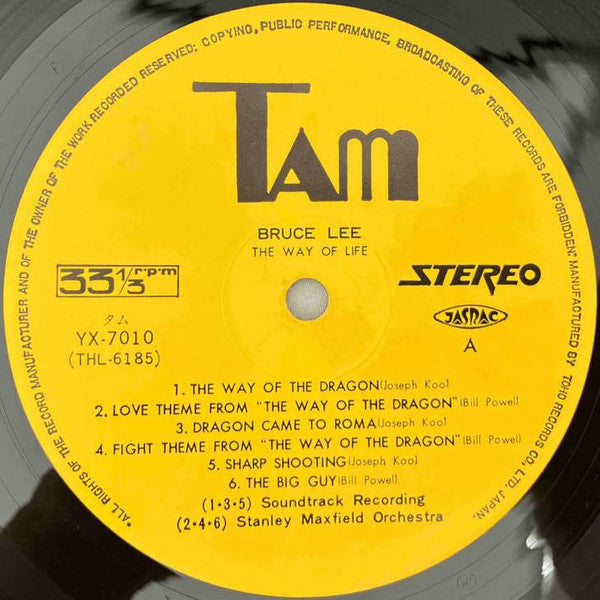 "ALL RIGHTS OF THE RECORD MANUFACTURER AND OF THE OWNER OF THE WORK RECORDED RESERVED; COPYING, PUBLIC PERFORMANCE, BROADCASTING OF THESE RECORDS ARE FORBIDDEN." MANUFACTURED BY TOHO RECORDS CO., LTD. JAPAN.
TAM
BRUCE LEE
THE WAY OF LIFE
33 1/3 rpm
STEREO
タム
YX-7010
(THL-6185)
JASRAC
A
1. THE WAY OF THE DRAGON (Joseph Koo)
2. LOVE THEME FROM "THE WAY OF THE DRAGON" (Bill Powel)
3. DRAGON CAME TO ROMA (Joseph Koo)
4. FIGHT THEME FROM "THE WAY OF THE DRAGON" (Bill Powel)
5. SHARP SHOOTING (Joseph Koo)
6. THE BIG GUY (Bill Powel)
(1•3•5) Soundtrack Recording
(2•4•6) Stanley Maxfield Orchestra